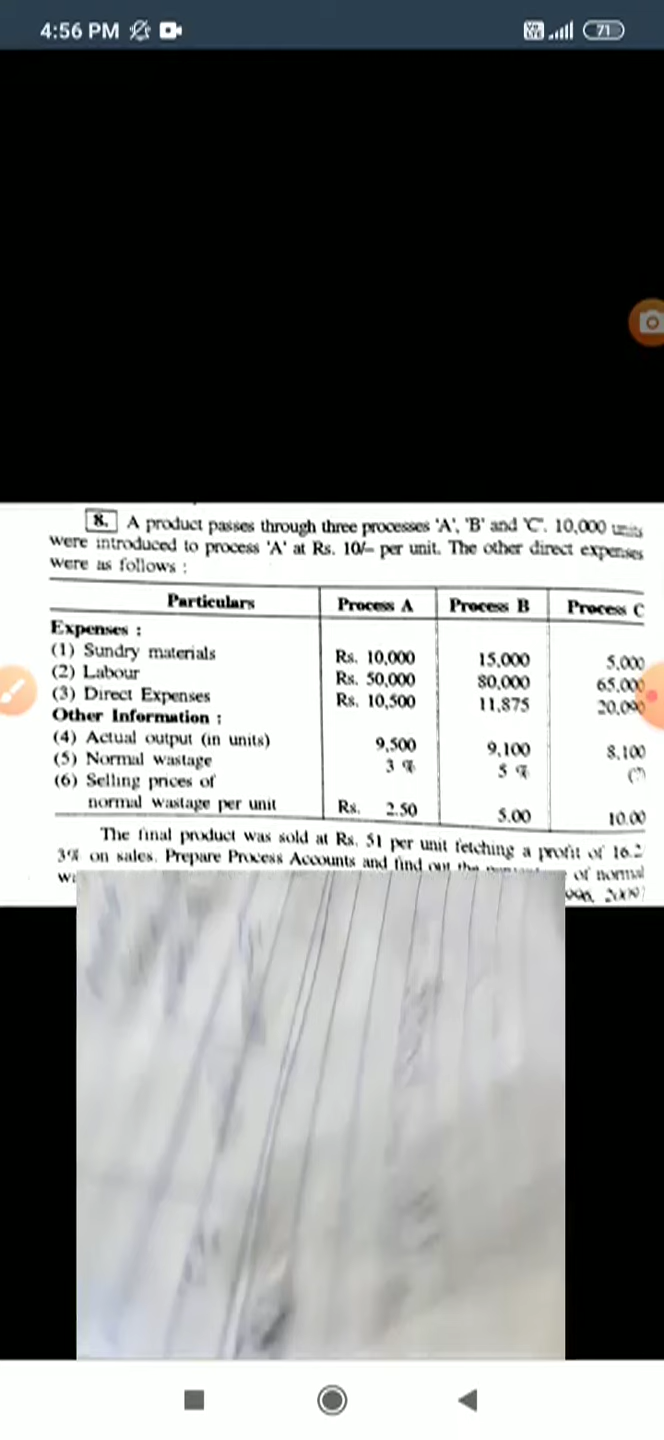 4:56 PM
71
8. A product passes through three processes 'A', 'B' and 'C'. 10,000 units
were introduced to process 'A' at Rs. 10/– per unit. The other direct expenses
were as follows :
Particulars Process A Process B Process C
Expenses :
(1) Sundry materials Rs. 10,000 15,000 5,000
(2) Labour Rs. 50,000 80,000 65,000
(3) Direct Expenses Rs. 10,500 11,875
Other Information :
(4) Actual output (in units) 9,500 9,100 8,100
(5) Normal wastage 3 % 5 % (?)
(6) Selling prices of
normal wastage per unit Rs. 2.50 5.00 10.00
The final product was sold at Rs. 51 per unit fetching a profit of 16.2
3% on sales. Prepare Process Accounts and find out the of normal